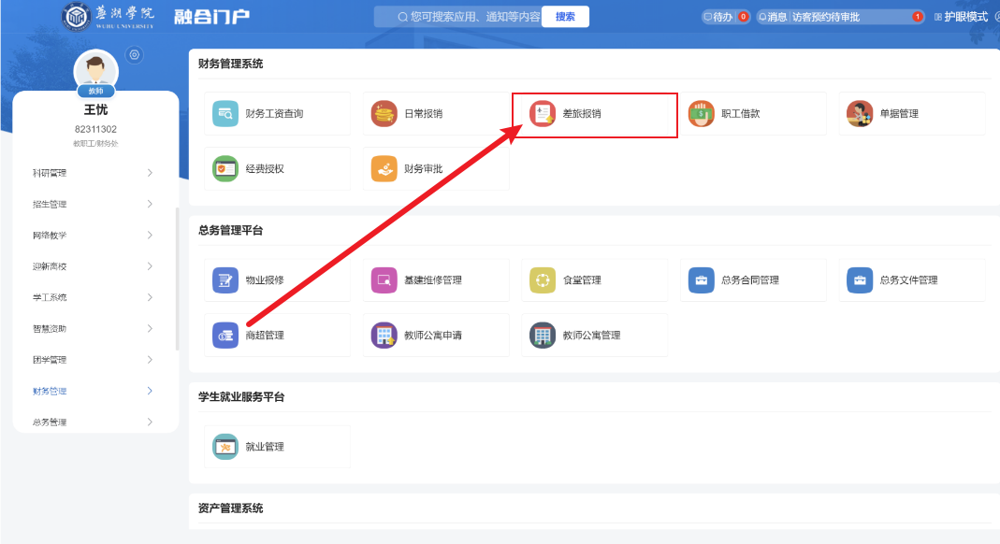 蕪湖學院
WUHU UNIVERSITY
融合门户
您可搜索应用、通知等内容
搜索
待办 0
消息 访客预约待审批 1
护眼模式
教师
王忧
82311302
教职工/财务处
科研管理
招生管理
网络教学
迎新离校
学工系统
智慧资助
团学管理
财务管理
总务管理
财务管理系统
财务工资查询
日常报销
差旅报销
职工借款
单据管理
经费授权
财务审批
总务管理平台
物业报修
基建维修管理
食堂管理
总务合同管理
总务文件管理
商超管理
教师公寓申请
教师公寓管理
学生就业服务平台
就业管理
资产管理系统